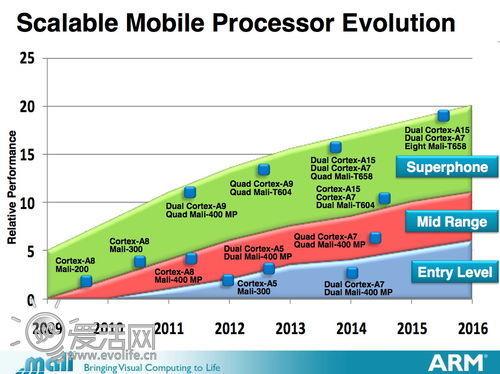 Scalable Mobile Processor Evolution
25
20
15
10
5
0
Relative Performance
Cortex-A8
Mali-200
Cortex-A8
Mali-300
Cortex-A8
Mali-400 MP
Dual Cortex-A9
Quad Mali-400 MP
Quad Cortex-A9
Quad Mali-T604
Dual Cortex-A5
Dual Mali-400 MP
Cortex-A5
Mali-300
Dual Cortex-A15
Dual Cortex-A7
Quad Mali-T658
Cortex-A15
Cortex-A7
Dual Mali-T604
Quad Cortex-A7
Quad Mali-400 MP
Dual Cortex-A7
Dual Mali-400 MP
Dual Cortex-A15
Dual Cortex-A7
Eight Mali-T658
Superphone
Mid Range
Entry Level
2009 2010 2011 2012 2013 2014 2015 2016
爱活网
www.evolife.cn
mali Bringing Visual Computing to Life
ARM